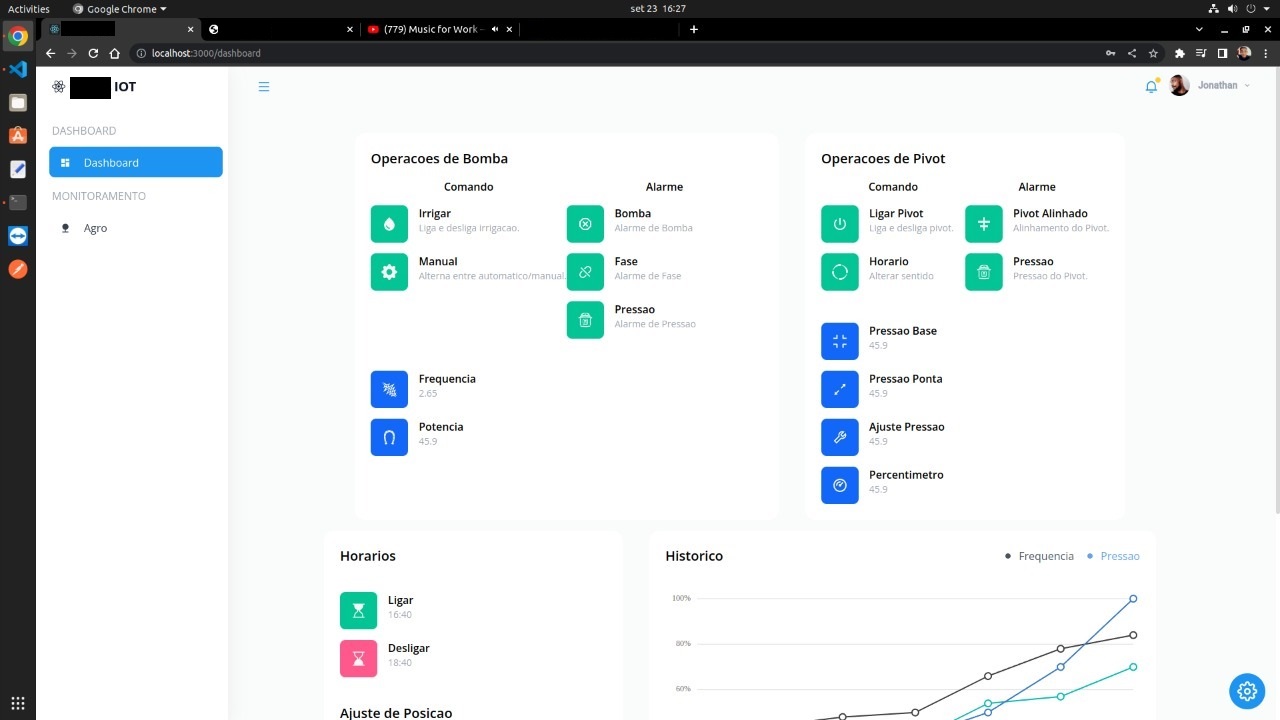 Activities
Google Chrome
set 23 16:27
(779) Music for Work -
localhost:3000/dashboard
IOT
Jonathan
DASHBOARD
Dashboard
MONITORAMENTO
Agro
Operacoes de Bomba
Comando
Alarme
Irrigar
Liga e desliga irrigacao.
Bomba
Alarme de Bomba
Manual
Alterna entre automatico/manual.
Fase
Alarme de Fase
Pressao
Alarme de Pressao
Frequencia
2.65
Potencia
45.9
Operacoes de Pivot
Comando
Alarme
Ligar Pivot
Liga e desliga pivot.
Pivot Alinhado
Alinhamento do Pivot.
Horario
Alterar sentido
Pressao
Pressao do Pivot.
Pressao Base
45.9
Pressao Ponta
45.9
Ajuste Pressao
45.9
Percentimetro
45.9
Horarios
Ligar
16:40
Desligar
18:40
Ajuste de Posicao
Historico
Frequencia
Pressao
100%
80%
60%